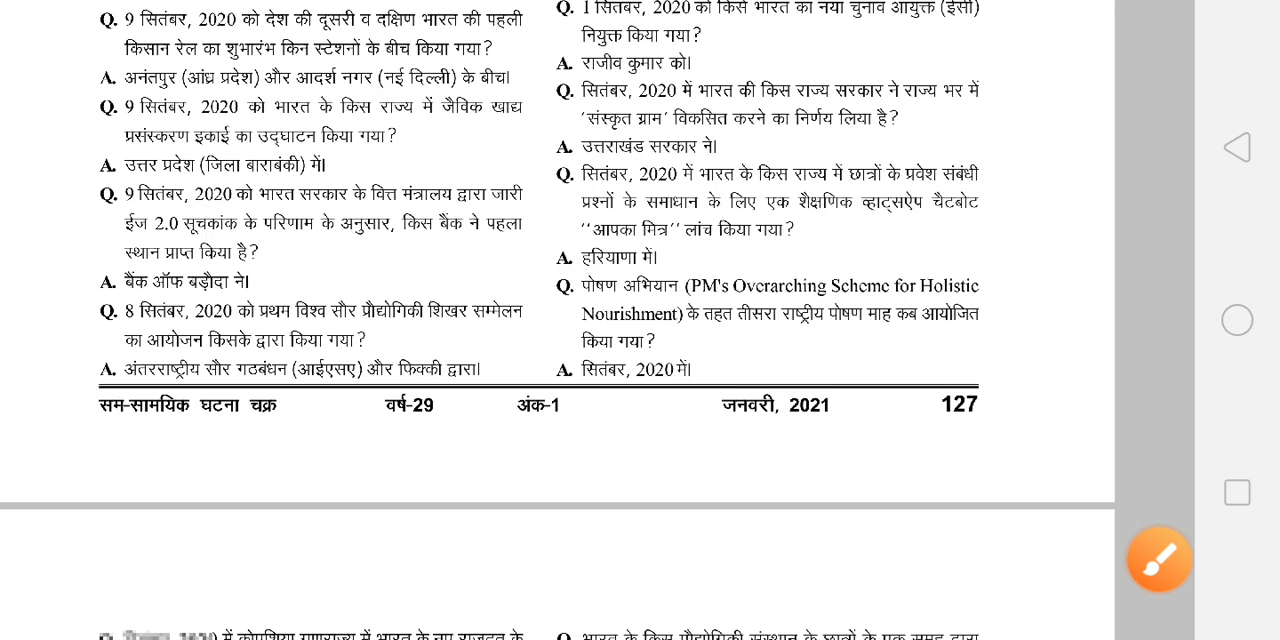 Q. 9 सितंबर, 2020 को देश की दूसरी व दक्षिण भारत की पहली
किसान रेल का शुभारंभ किन स्टेशनों के बीच किया गया?
A. अनंतपुर (आंध्र प्रदेश) और आदर्श नगर (नई दिल्ली) के बीच।
Q. 9 सितंबर, 2020 को भारत के किस राज्य में जैविक खाद्य
प्रसंस्करण इकाई का उद्घाटन किया गया?
A. उत्तर प्रदेश (जिला बाराबंकी) में।
Q. 9 सितंबर, 2020 को भारत सरकार के वित्त मंत्रालय द्वारा जारी
ईज 2.0 सूचकांक के परिणाम के अनुसार, किस बैंक ने पहला
स्थान प्राप्त किया है?
A. बैंक ऑफ बड़ौदा ने।
Q. 8 सितंबर, 2020 को प्रथम विश्व सौर प्रौद्योगिकी शिखर सम्मेलन
का आयोजन किसके द्वारा किया गया?
A. अंतरराष्ट्रीय सौर गठबंधन (आईएसए) और फिक्की द्वारा।
Q. 1 सितंबर, 2020 को किसे भारत का नया चुनाव आयुक्त (ईसी)
नियुक्त किया गया?
A. राजीव कुमार को।
Q. सितंबर, 2020 में भारत की किस राज्य सरकार ने राज्य भर में
‘संस्कृत ग्राम’ विकसित करने का निर्णय लिया है?
A. उत्तराखंड सरकार ने।
Q. सितंबर, 2020 में भारत के किस राज्य में छात्रों के प्रवेश संबंधी
प्रश्नों के समाधान के लिए एक शैक्षणिक व्हाट्सऐप चैटबोट
‘‘आपका मित्र’’ लांच किया गया?
A. हरियाणा में।
Q. पोषण अभियान (PM's Overarching Scheme for Holistic
Nourishment) के तहत तीसरा राष्ट्रीय पोषण माह कब आयोजित
किया गया?
A. सितंबर, 2020 में।
सम-सामयिक घटना चक्र वर्ष-29 अंक-1 जनवरी, 2021 127
में भारत के नए राजदूत के
Q. भारत के किस प्रौद्योगिकी संस्थान के छात्रों के एक समूह द्वारा